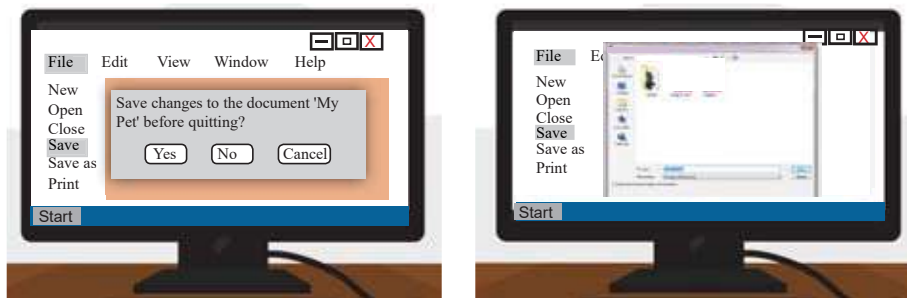 X
File Edit View Window Help
New
Open
Close
Save
Save as
Print
Save changes to the document 'My
Pet' before quitting?
Yes No Cancel
Start
X
File
New
Open
Close
Save
Save as
Print
Start